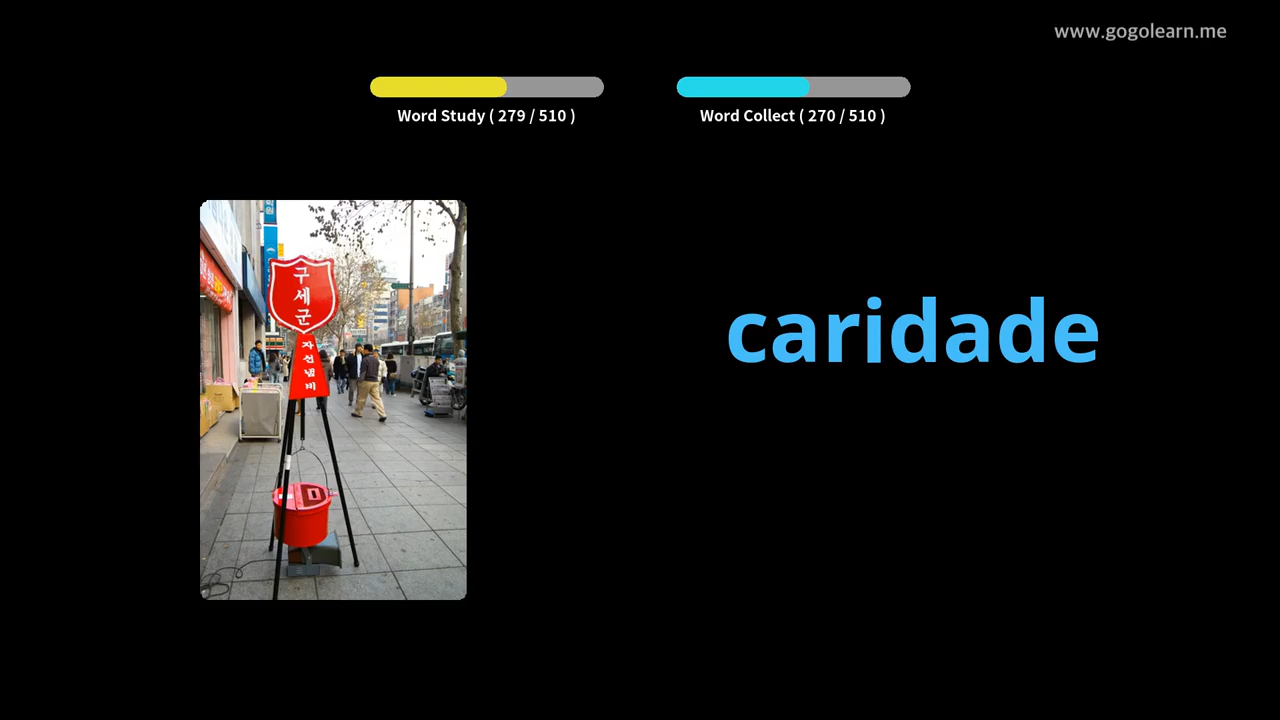 www.gogolearn.me
Word Study ( 279 / 510 )
Word Collect ( 270 / 510 )
구
세
군
자
선
냄
비
caridade